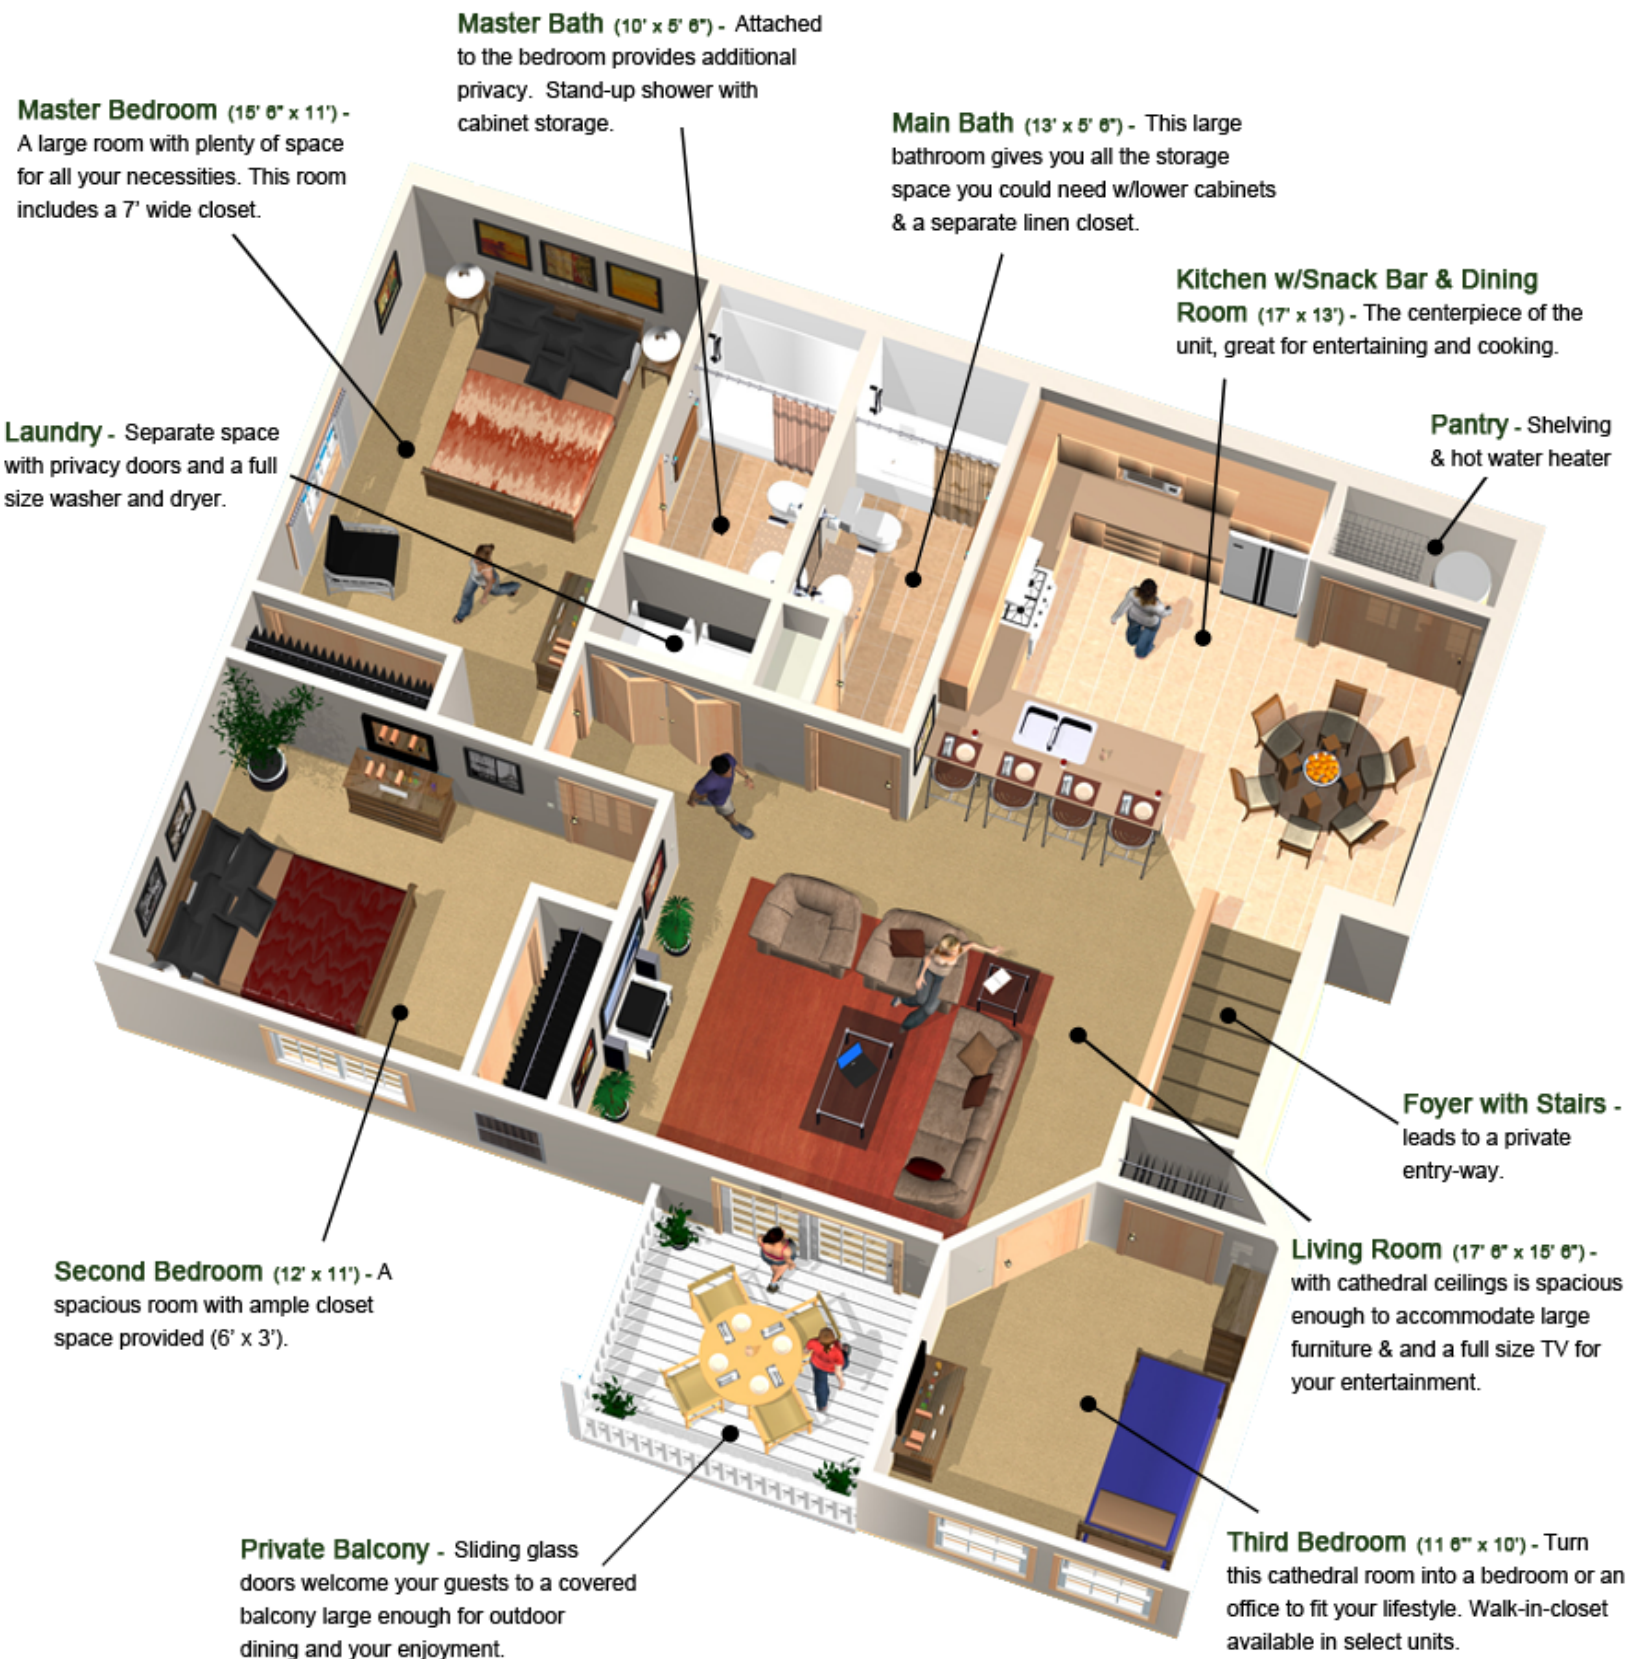 Master Bath (10' x 5' 6") - Attached
to the bedroom provides additional
privacy. Stand-up shower with
cabinet storage.
Master Bedroom (15' 6" x 11') -
A large room with plenty of space
for all your necessities. This room
includes a 7' wide closet.
Main Bath (13' x 5' 6") - This large
bathroom gives you all the storage
space you could need w/lower cabinets
& a separate linen closet.
Kitchen w/Snack Bar & Dining
Room (17' x 13') - The centerpiece of the
unit, great for entertaining and cooking.
Laundry - Separate space
with privacy doors and a full
size washer and dryer.
Pantry - Shelving
& hot water heater
Foyer with Stairs -
leads to a private
entry-way.
Second Bedroom (12' x 11') - A
spacious room with ample closet
space provided (6' x 3').
Living Room (17' 6" x 15' 6") -
with cathedral ceilings is spacious
enough to accommodate large
furniture & and a full size TV for
your entertainment.
Private Balcony - Sliding glass
doors welcome your guests to a covered
balcony large enough for outdoor
dining and your enjoyment.
Third Bedroom (11 6"' x 10') - Turn
this cathedral room into a bedroom or an
office to fit your lifestyle. Walk-in-closet
available in select units.